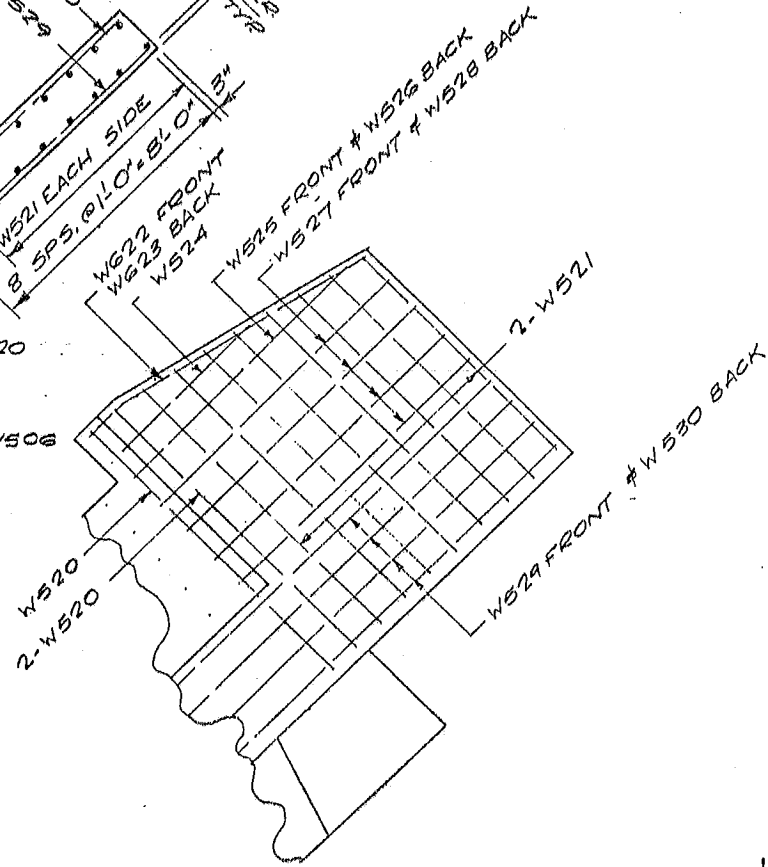 W521 EACH SIDE
8 SPS. @ 1'-0" = 8'-0"
3"
W622 FRONT
W623 BACK
W524
W525 FRONT & W526 BACK
W527 FRONT & W528 BACK
2-W521
W520
2-W520
W529 FRONT & W530 BACK